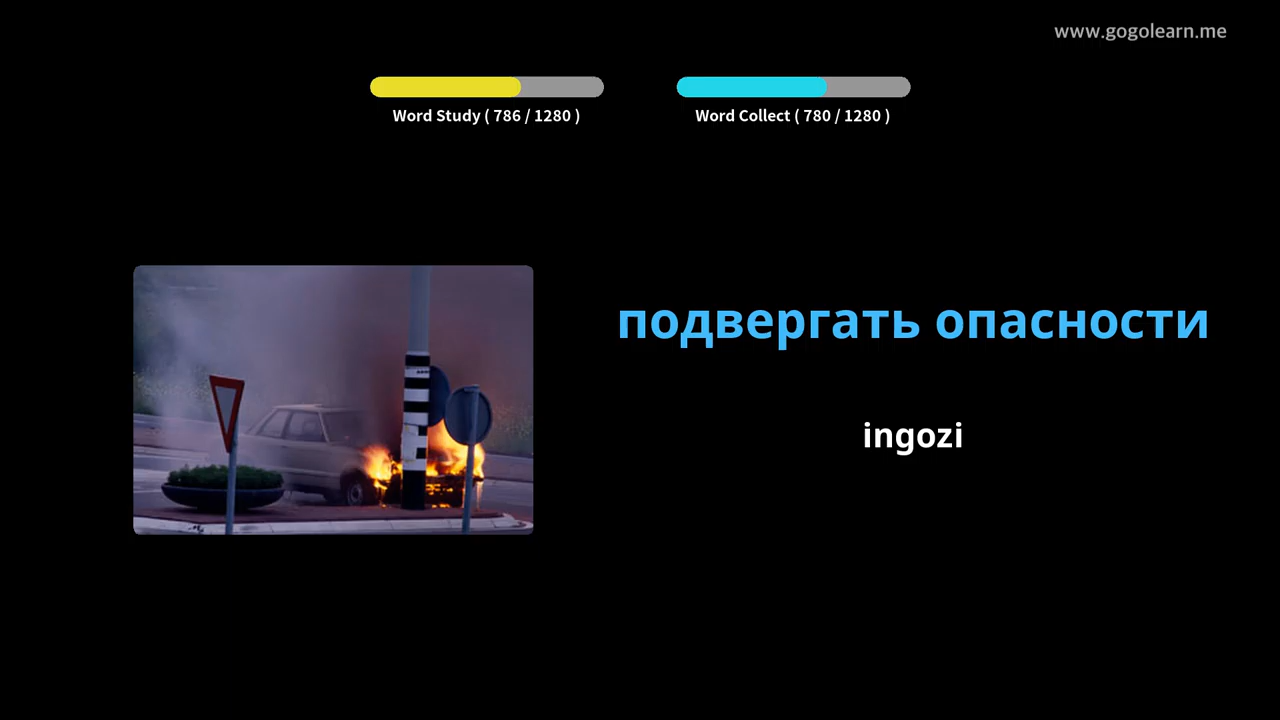 www.gogolearn.me
Word Study ( 786 / 1280 )
Word Collect ( 780 / 1280 )
подвергать опасности
ingozi